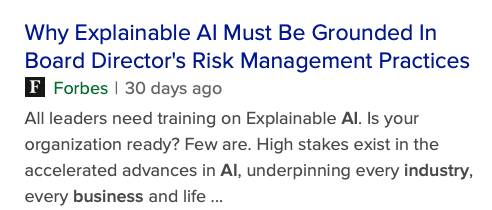 Why Explainable AI Must Be Grounded In
Board Director's Risk Management Practices
F Forbes | 30 days ago
All leaders need training on Explainable AI. Is your
organization ready? Few are. High stakes exist in the
accelerated advances in AI, underpinning every industry,
every business and life ...